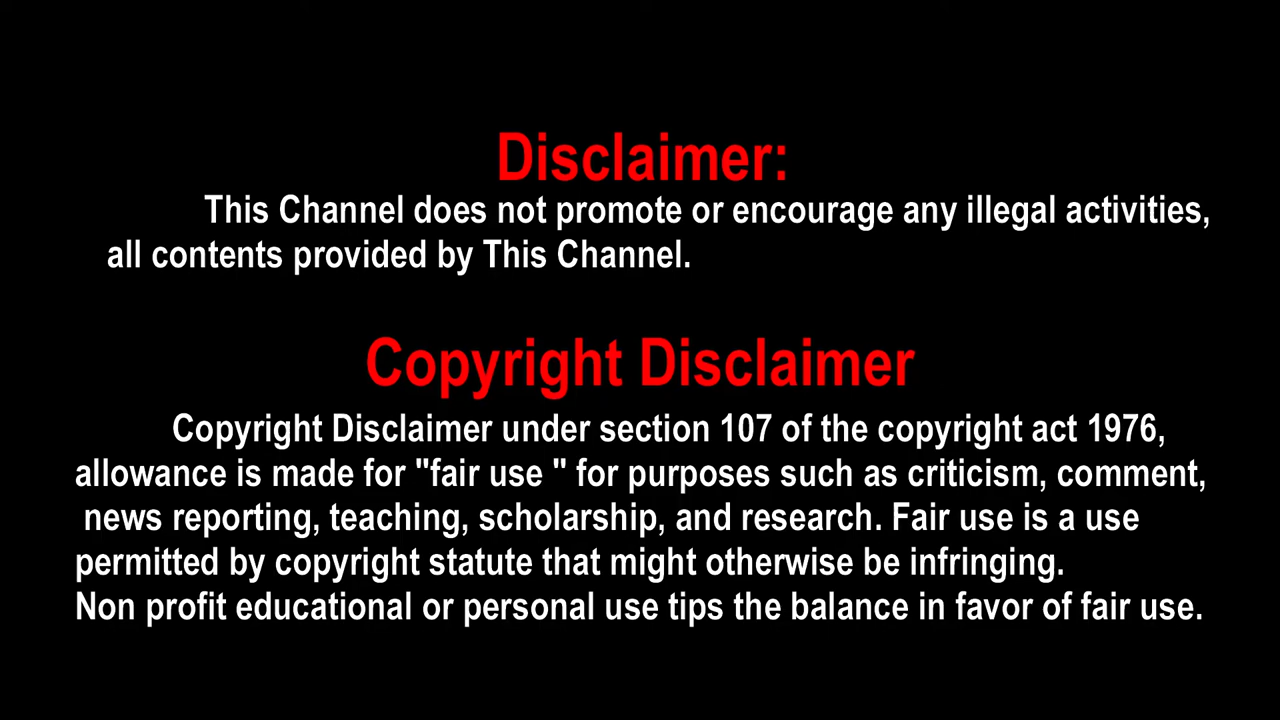 Disclaimer:
This Channel does not promote or encourage any illegal activities,
all contents provided by This Channel.
Copyright Disclaimer
Copyright Disclaimer under section 107 of the copyright act 1976,
allowance is made for "fair use " for purposes such as criticism, comment,
news reporting, teaching, scholarship, and research. Fair use is a use
permitted by copyright statute that might otherwise be infringing.
Non profit educational or personal use tips the balance in favor of fair use.